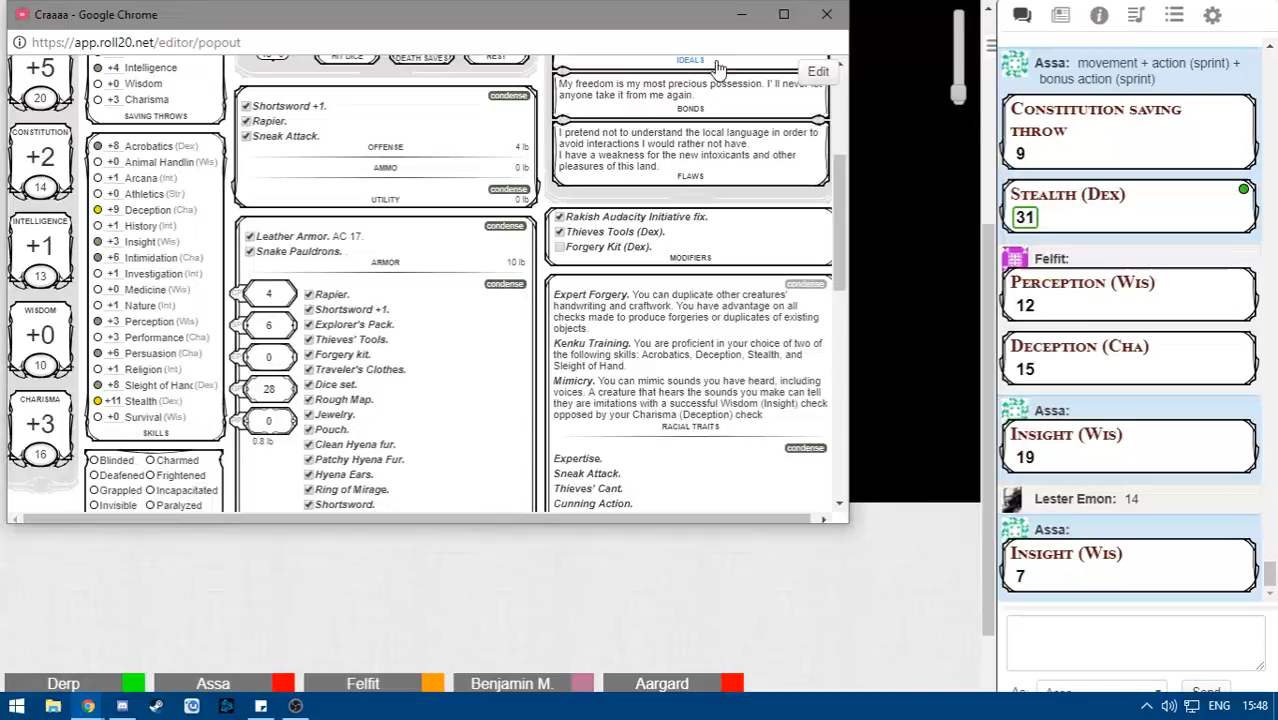 Craaaa - Google Chrome
https://app.roll20.net/editor/popout
+5
20
CONSTITUTION
+2
14
INTELLIGENCE
+1
13
WISDOM
+0
10
CHARISMA
+3
16
+4 Intelligence
+0 Wisdom
+3 Charisma
SAVING THROWS
+8 Acrobatics (Dex)
+0 Animal Handlin (Wis)
+1 Arcana (Int)
+0 Athletics (Str)
+9 Deception (Cha)
+1 History (Int)
+3 Insight (Wis)
+6 Intimidation (Cha)
+1 Investigation (Int)
+0 Medicine (Wis)
+1 Nature (Int)
+3 Perception (Wis)
+3 Performance (Cha)
+6 Persuasion (Cha)
+1 Religion (Int)
+8 Sleight of Hand (Dex)
+11 Stealth (Dex)
+0 Survival (Wis)
SKILLS
Blinded Charmed
Deafened Frightened
Grappled Incapacitated
Invisible Paralyzed
HIT DICE
DEATH SAVES
REST
condense
Shortsword +1.
Rapier.
Sneak Attack.
OFFENSE 4 lb
AMMO 0 lb
condense
UTILITY 0 lb
condense
Leather Armor. AC 17.
Snake Pauldrons.
ARMOR 10 lb
condense
4
6
0
28
0
0.8 lb
Rapier.
Shortsword +1.
Explorer's Pack.
Thieves' Tools.
Forgery kit.
Traveler's Clothes.
Dice set.
Rough Map.
Jewelry.
Pouch.
Clean Hyena fur.
Patchy Hyena Fur.
Hyena Ears.
Ring of Mirage.
Shortsword.
IDEALS
Edit
My freedom is my most precious possession. I' ll never let
anyone take it from me again.
BONDS
I pretend not to understand the local language in order to
avoid interactions I would rather not have.
I have a weakness for the new intoxicants and other
pleasures of this land.
FLAWS
Rakish Audacity Initiative fix.
Thieves Tools (Dex).
Forgery Kit (Dex).
MODIFIERS
condense
Expert Forgery. You can duplicate other creatures'
handwriting and craftwork. You have advantage on all
checks made to produce forgeries or duplicates of existing
objects.
Kenku Training. You are proficient in your choice of two of
the following skills: Acrobatics, Deception, Stealth, and
Sleight of Hand.
Mimicry. You can mimic sounds you have heard, including
voices. A creature that hears the sounds you make can tell
they are imitations with a successful Wisdom (Insight) check
opposed by your Charisma (Deception) check
RACIAL TRAITS
condense
Expertise.
Sneak Attack.
Thieves' Cant.
Cunning Action.
Assa: movement + action (sprint) +
bonus action (sprint)
CONSTITUTION SAVING
THROW
9
STEALTH (DEX)
31
Felfit:
PERCEPTION (WIS)
12
DECEPTION (CHA)
15
Assa:
INSIGHT (WIS)
19
Lester Emon: 14
Assa:
INSIGHT (WIS)
7
As:
Send
Derp
Assa
Felfit
Benjamin M.
Aargard
ENG
15:48